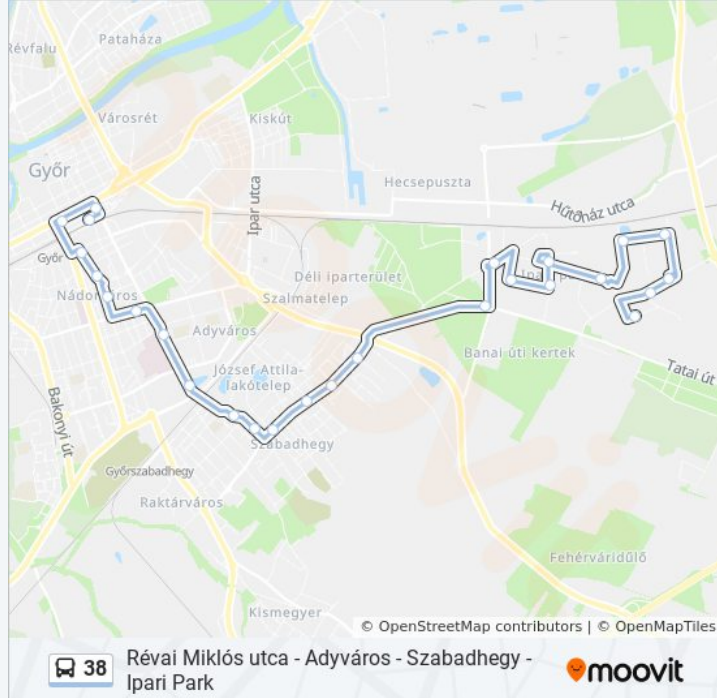 Révfalu
Pataháza
Városrét
Kiskút
Győr
Ipar utca
Hecsepuszta
Hűtőház utca
Győr
Déli iparterület
Nádorváros
Szalmatelep
Adyváros
Banai úti kertek
Tatai út
József Attila-
lakótelep
Bakonyi út
Szabadhegy
Győrszabadhegy
Raktárváros
Fehérváridűlő
Kismegyer
© OpenStreetMap contributors | © OpenMapTiles
38
Révai Miklós utca - Adyváros - Szabadhegy -
Ipari Park
moovit